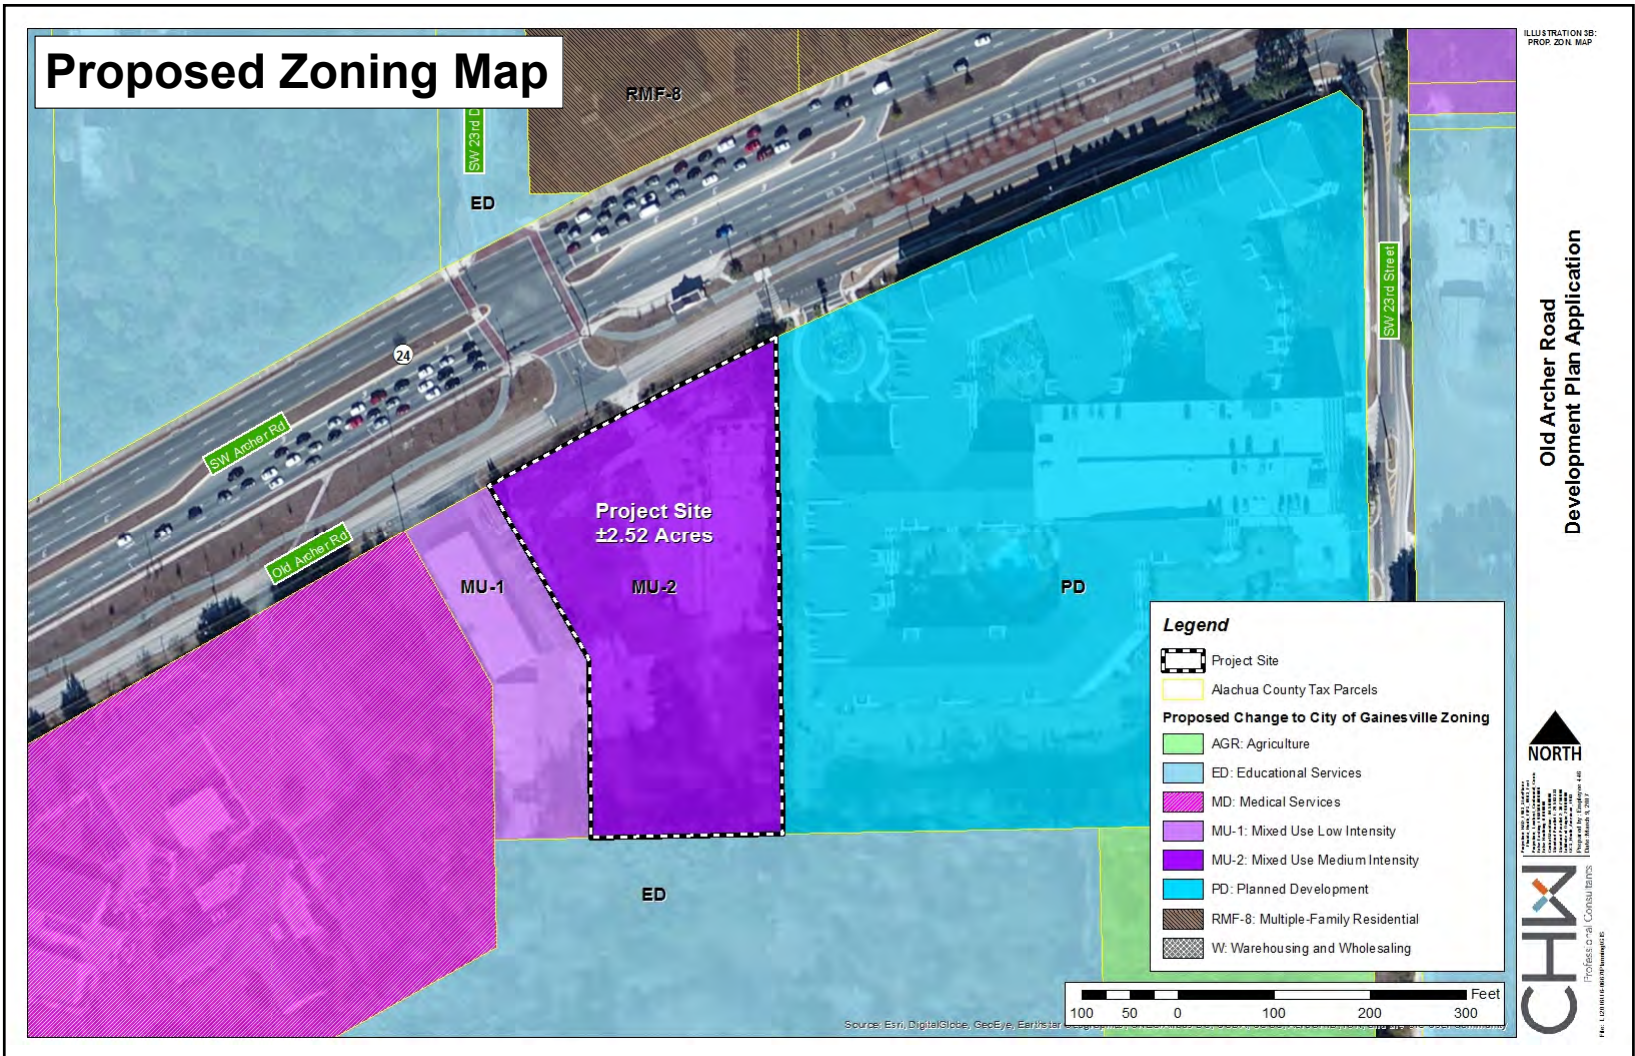 Proposed Zoning Map
ILLUSTRATION 3B:
PROP. ZON. MAP
RMF-8
SW 23rd D
ED
24
SW Archer Rd
Old Archer Rd
SW 23rd Street
Project Site
±2.52 Acres
MU-1
MU-2
PD
ED
Legend
Project Site
Alachua County Tax Parcels
Proposed Change to City of Gainesville Zoning
AGR: Agriculture
ED: Educational Services
MD: Medical Services
MU-1: Mixed Use Low Intensity
MU-2: Mixed Use Medium Intensity
PD: Planned Development
RMF-8: Multiple-Family Residential
W: Warehousing and Wholesaling
Feet
100 50 0 100 200 300
Source: Esri, DigitalGlobe, GeoEye, Earthstar
Old Archer Road
Development Plan Application
NORTH
CHW
Professional Consultants